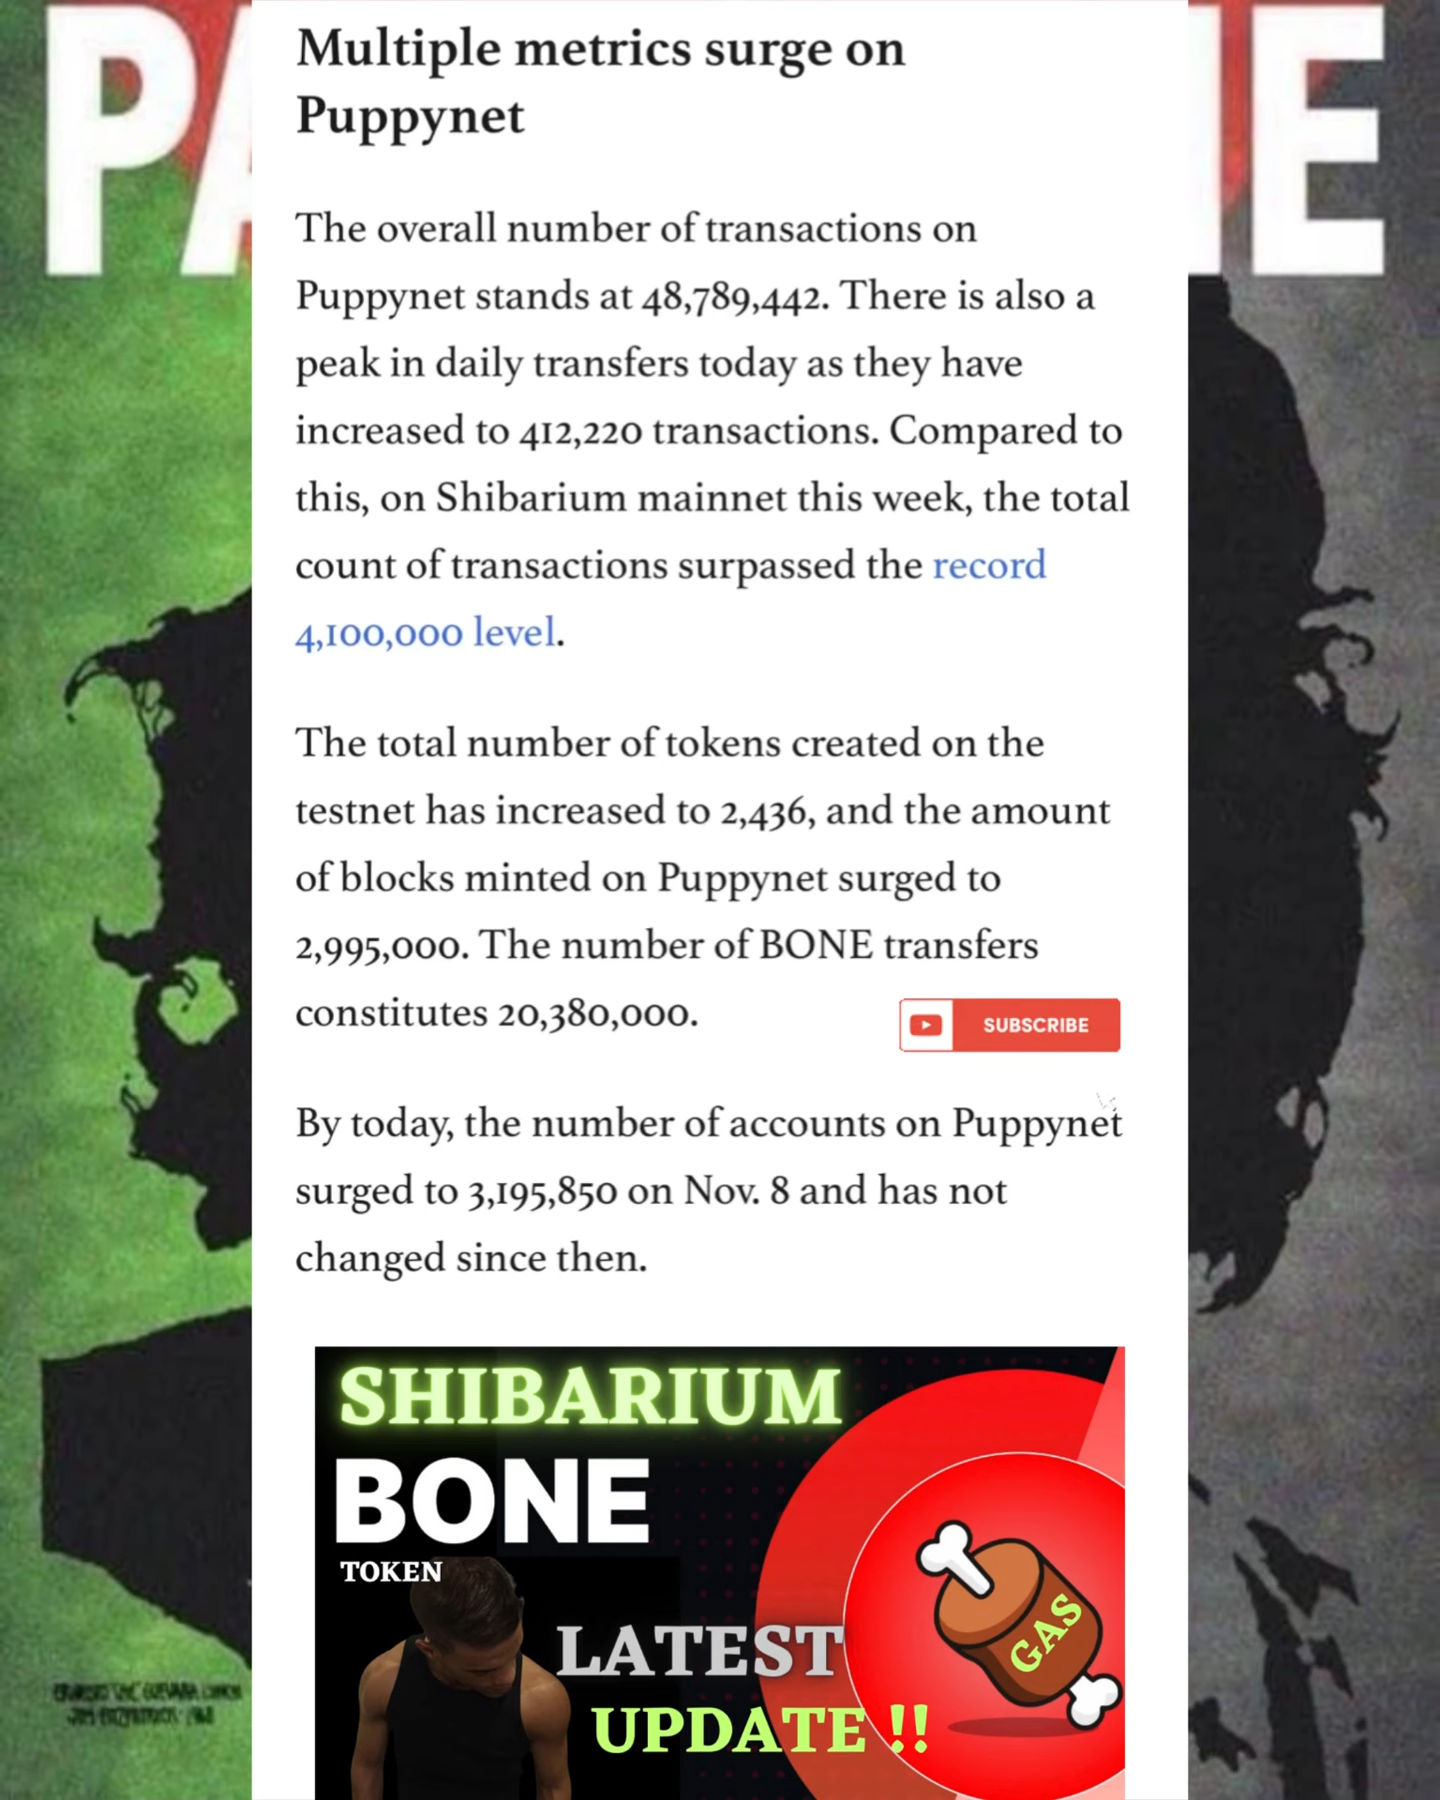 PA
NE
Multiple metrics surge on
Puppynet
The overall number of transactions on
Puppynet stands at 48,789,442. There is also a
peak in daily transfers today as they have
increased to 412,220 transactions. Compared to
this, on Shibarium mainnet this week, the total
count of transactions surpassed the record
4,100,000 level.
The total number of tokens created on the
testnet has increased to 2,436, and the amount
of blocks minted on Puppynet surged to
2,995,000. The number of BONE transfers
constitutes 20,380,000.
SUBSCRIBE
By today, the number of accounts on Puppynet
surged to 3,195,850 on Nov. 8 and has not
changed since then.
SHIBARIUM
BONE
TOKEN
LATEST
UPDATE !!
GAS